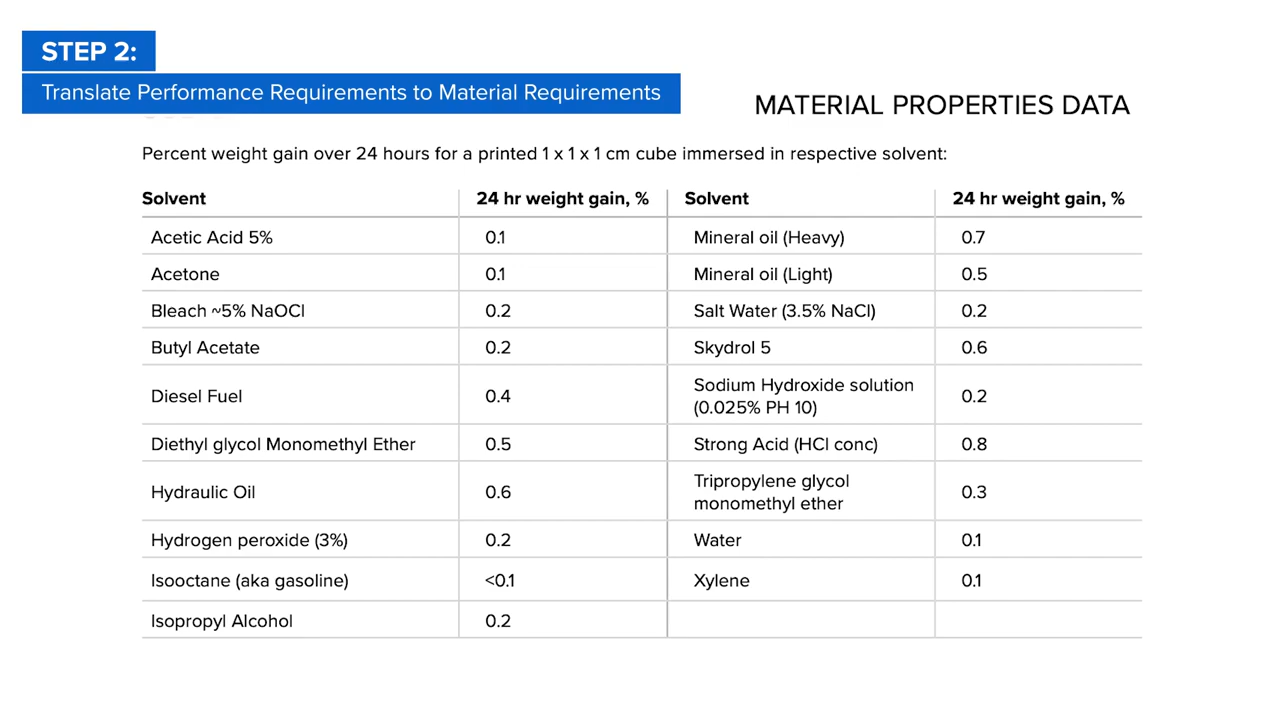 STEP 2:
Translate Performance Requirements to Material Requirements
MATERIAL PROPERTIES DATA
Percent weight gain over 24 hours for a printed 1 x 1 x 1 cm cube immersed in respective solvent:
Solvent 24 hr weight gain, % Solvent 24 hr weight gain, %
Acetic Acid 5% 0.1 Mineral oil (Heavy) 0.7
Acetone 0.1 Mineral oil (Light) 0.5
Bleach ~5% NaOCl 0.2 Salt Water (3.5% NaCl) 0.2
Butyl Acetate 0.2 Skydrol 5 0.6
Diesel Fuel 0.4 Sodium Hydroxide solution
(0.025% PH 10) 0.2
Diethyl glycol Monomethyl Ether 0.5 Strong Acid (HCl conc) 0.8
Hydraulic Oil 0.6 Tripropylene glycol
monomethyl ether 0.3
Hydrogen peroxide (3%) 0.2 Water 0.1
Isooctane (aka gasoline) <0.1 Xylene 0.1
Isopropyl Alcohol 0.2